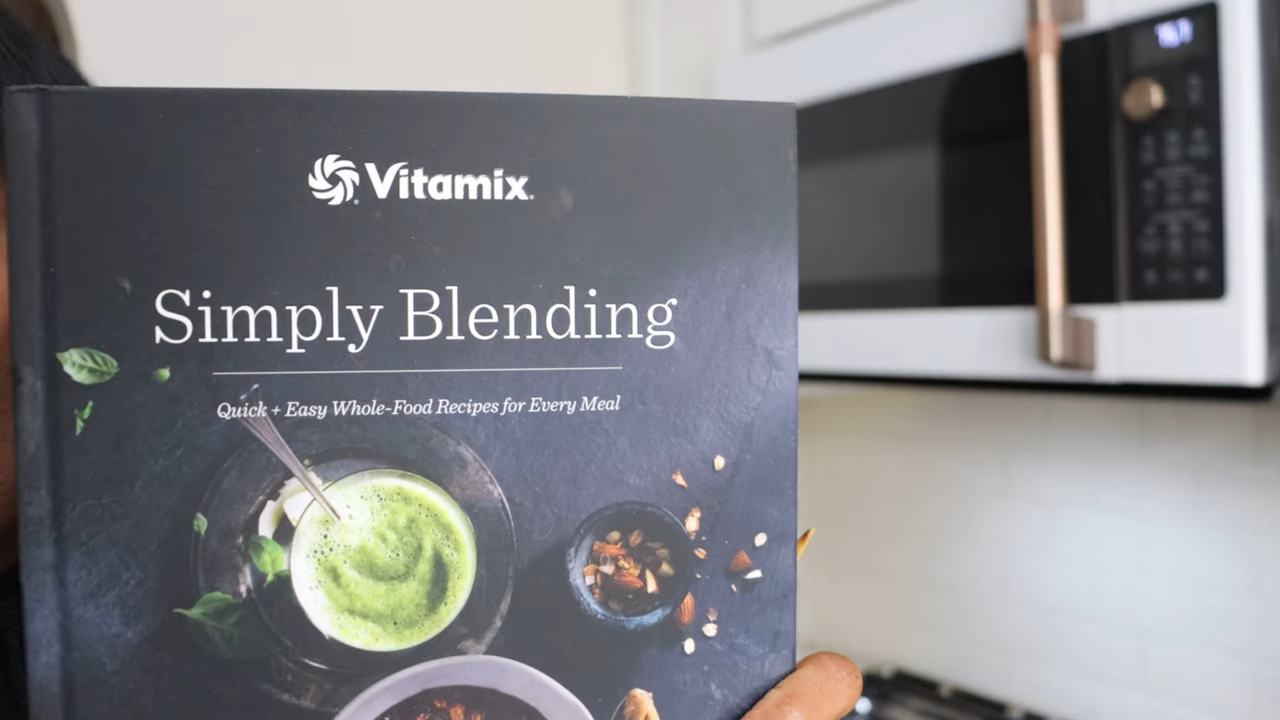 Vitamix
Simply Blending
Quick + Easy Whole-Food Recipes for Every Meal